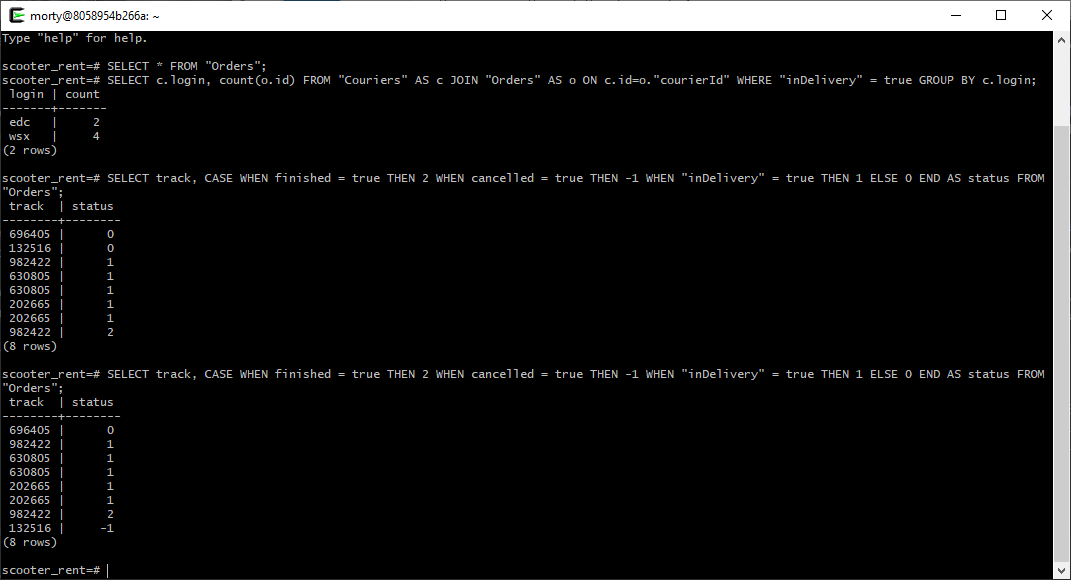 morty@8058954b266a: ~
Type "help" for help.
scooter_rent=# SELECT * FROM "Orders";
scooter_rent=# SELECT c.login, count(o.id) FROM "Couriers" AS c JOIN "Orders" AS o ON c.id=o."courierId" WHERE "inDelivery" = true GROUP BY c.login;
 login | count
-------+-------
 edc   |     2
 wsx   |     4
(2 rows)
scooter_rent=# SELECT track, CASE WHEN finished = true THEN 2 WHEN cancelled = true THEN -1 WHEN "inDelivery" = true THEN 1 ELSE 0 END AS status FROM
"Orders";
 track  | status
--------+--------
 696405 |      0
 132516 |      0
 982422 |      1
 630805 |      1
 630805 |      1
 202665 |      1
 202665 |      1
 982422 |      2
(8 rows)
scooter_rent=# SELECT track, CASE WHEN finished = true THEN 2 WHEN cancelled = true THEN -1 WHEN "inDelivery" = true THEN 1 ELSE 0 END AS status FROM
"Orders";
 track  | status
--------+--------
 696405 |      0
 982422 |      1
 630805 |      1
 630805 |      1
 202665 |      1
 202665 |      1
 982422 |      2
 132516 |     -1
(8 rows)
scooter_rent=#